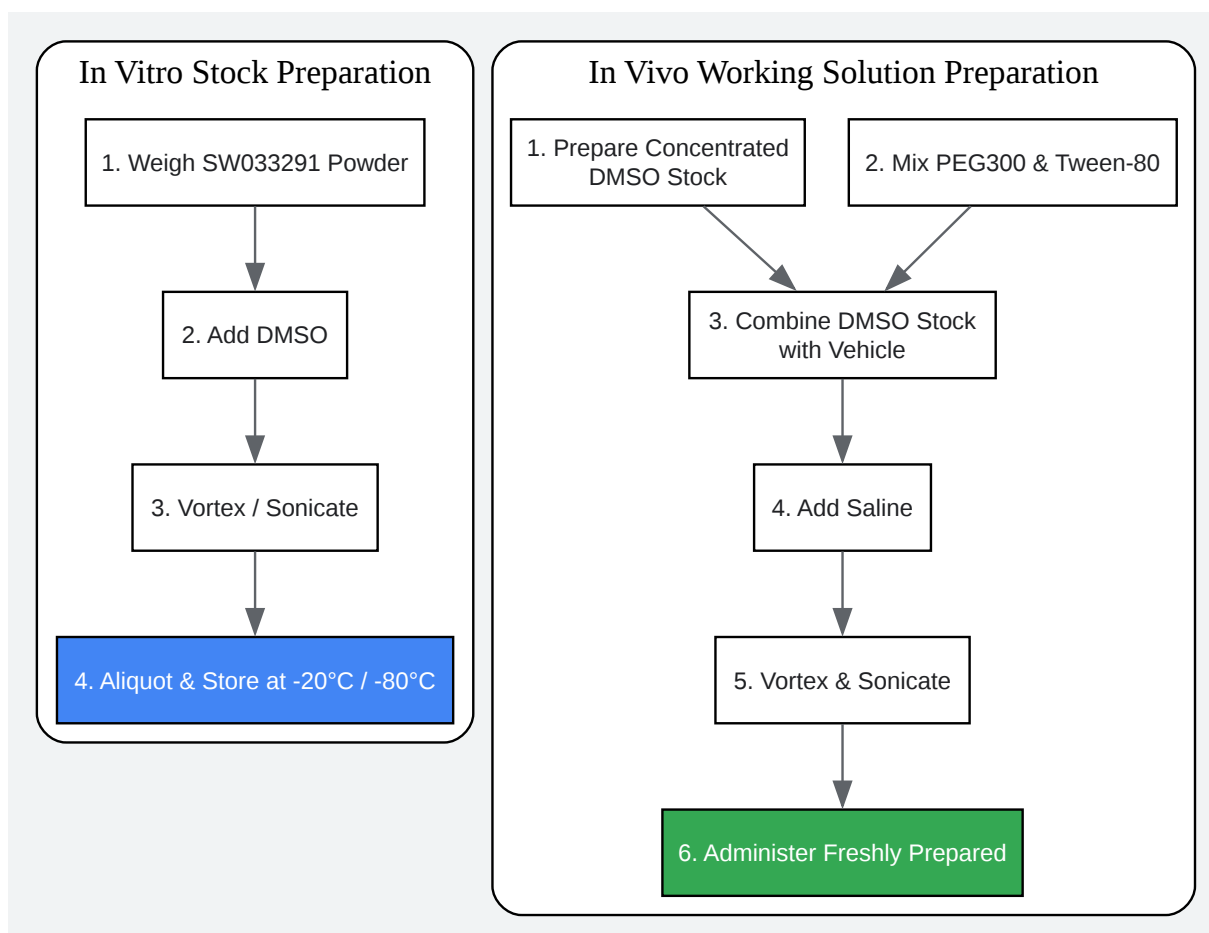 In Vitro Stock Preparation
1. Weigh SW033291 Powder
2. Add DMSO
3. Vortex / Sonicate
4. Aliquot & Store at -20°C / -80°C
In Vivo Working Solution Preparation
1. Prepare Concentrated
DMSO Stock
2. Mix PEG300 & Tween-80
3. Combine DMSO Stock
with Vehicle
4. Add Saline
5. Vortex & Sonicate
6. Administer Freshly Prepared